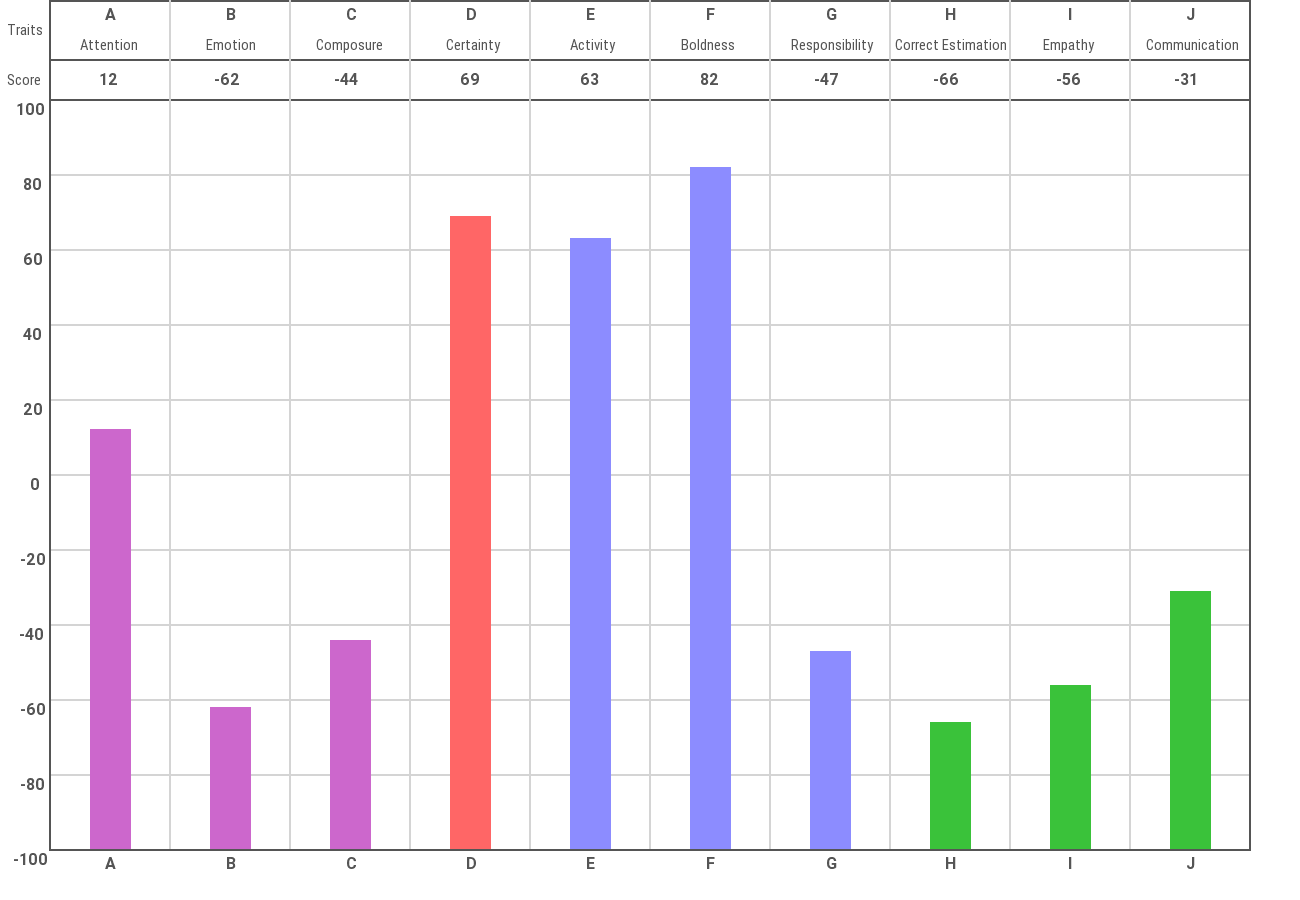 A B C D E F G H I J
Traits
Attention Emotion Composure Certainty Activity Boldness Responsibility Correct Estimation Empathy Communication
Score 12 -62 -44 69 63 82 -47 -66 -56 -31
100
80
60
40
20
0
-20
-40
-60
-80
-100
A B C D E F G H I J